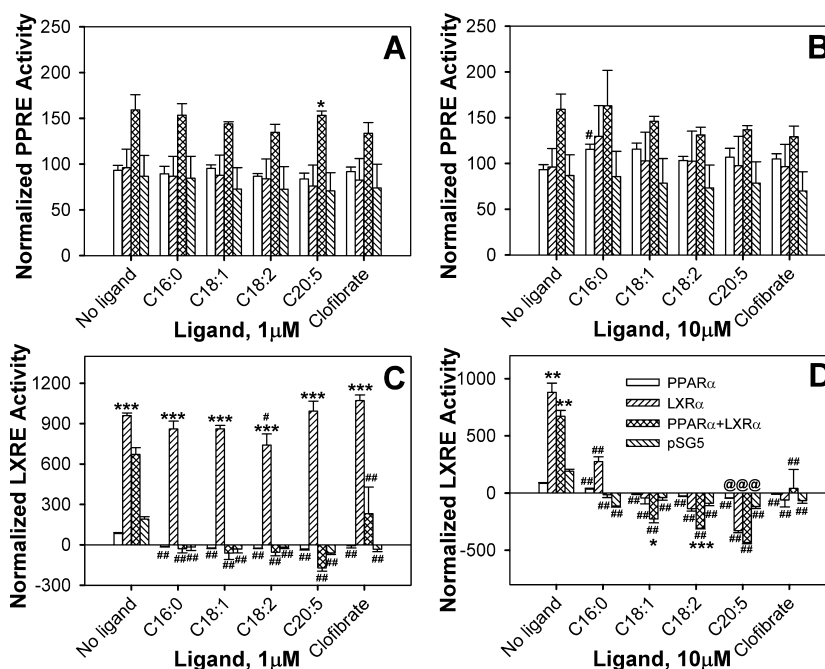 A
Normalized PPRE Activity
250
200
150
100
50
0
*
No ligand
C16:0
C18:1
C18:2
C20:5
Clofibrate
Ligand, 1μM
B
Normalized PPRE Activity
250
200
150
100
50
0
#
No ligand
C16:0
C18:1
C18:2
C20:5
Clofibrate
Ligand, 10μM
C
Normalized LXRE Activity
1200
900
600
300
0
-300
*** *** *** # *** *** *** ##
## ## ## ## ## ## ## ## ## ## ## ##
No ligand
C16:0
C18:1
C18:2
C20:5
Clofibrate
Ligand, 1μM
D
Normalized LXRE Activity
1000
500
0
-500
PPARα
LXRα
PPARα+LXRα
pSG5
** ** ## ## @@@ ##
## ## ## ## ## ## ## ## ## ## ## ## ## ##
* ***
No ligand
C16:0
C18:1
C18:2
C20:5
Clofibrate
Ligand, 10μM